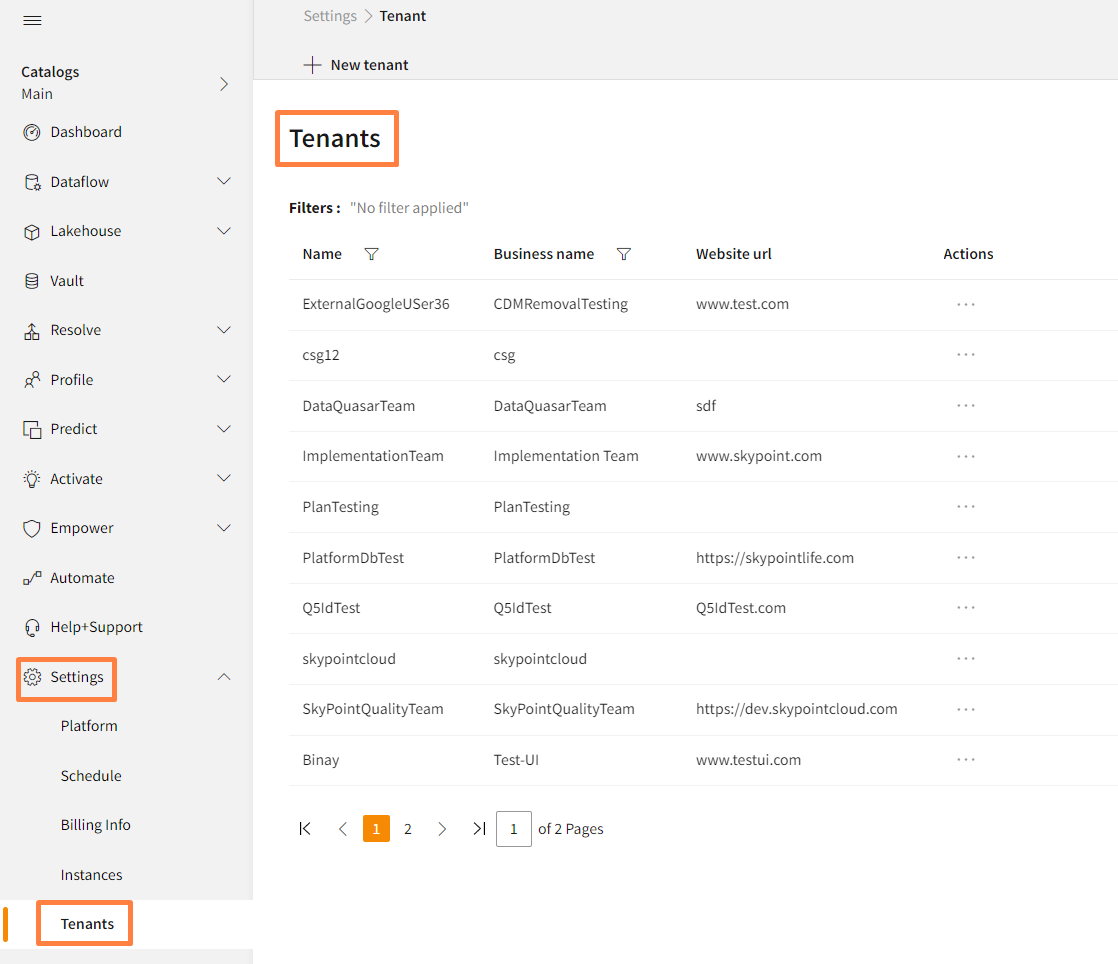 Settings > Tenant
New tenant
Catalogs
Main
Dashboard
Dataflow
Lakehouse
Vault
Resolve
Profile
Predict
Activate
Empower
Automate
Help+Support
Settings
Platform
Schedule
Billing Info
Instances
Tenants
Tenants
Filters : "No filter applied"
Name Business name Website url Actions
ExternalGoogleUSer36 CDMRemovalTesting www.test.com ...
csg12 csg ...
DataQuasarTeam DataQuasarTeam sdf ...
ImplementationTeam Implementation Team www.skypoint.com ...
PlanTesting PlanTesting ...
PlatformDbTest PlatformDbTest https://skypointlife.com ...
Q5IdTest Q5IdTest Q5IdTest.com ...
skypointcloud skypointcloud ...
SkyPointQualityTeam SkyPointQualityTeam https://dev.skypointcloud.com ...
Binay Test-UI www.testui.com ...
1 2 1 of 2 Pages